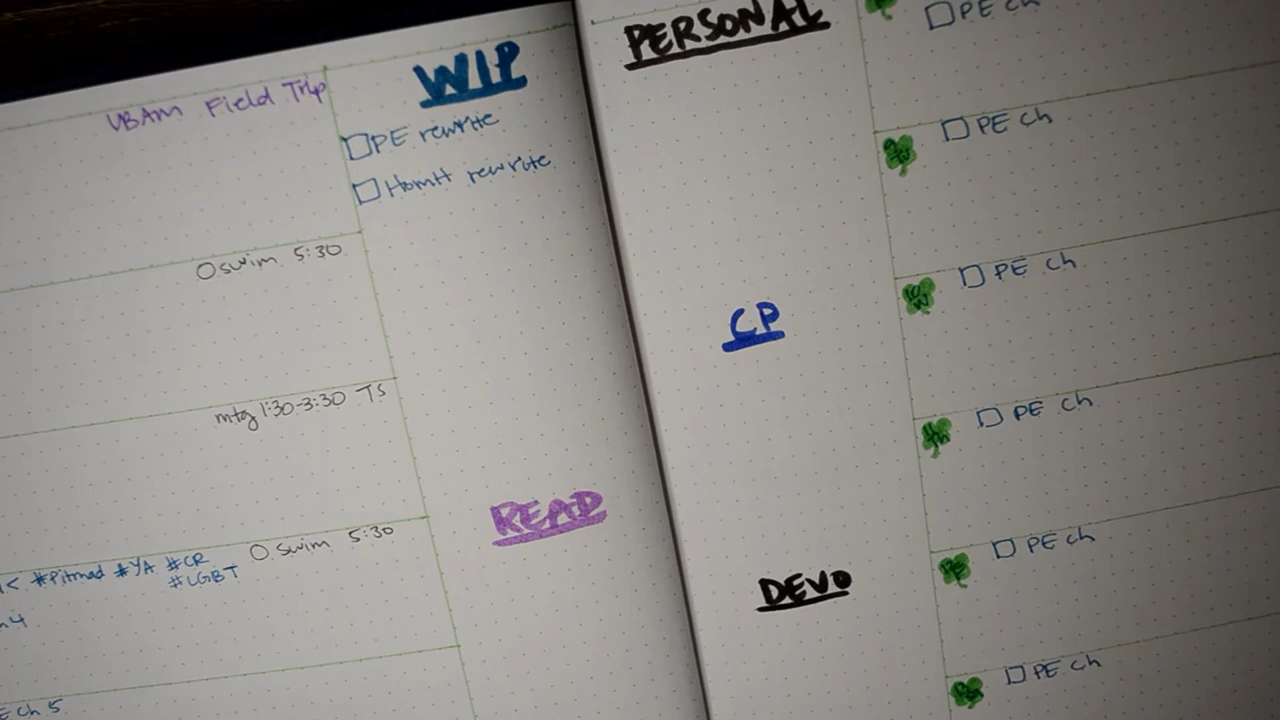 UBAM Field Trip
O swim 5:30
mtg 1:30-3:30 TS
#Pitmad #YA #CR
#LGBT
O swim 5:30
Ch 5
WIP
PE rewrite
HomH rewrite
READ
PERSONAL
CP
DEVO
PE ch
PE ch
PE ch
PE ch
PE ch
PE ch